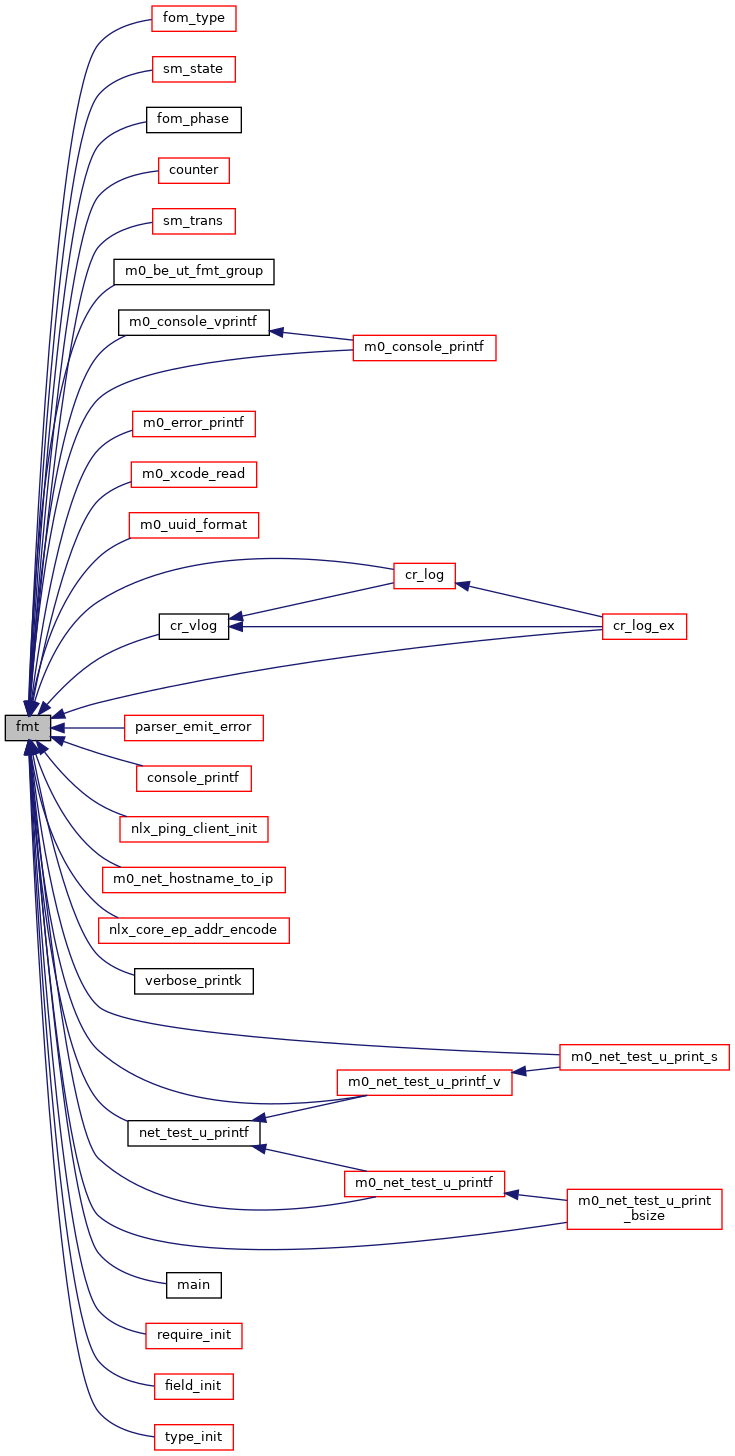 fom_type
sm_state
fom_phase
counter
sm_trans
m0_be_ut_fmt_group
m0_console_vprintf
m0_console_printf
m0_error_printf
m0_xcode_read
m0_uuid_format
cr_log
cr_vlog
cr_log_ex
fmt
parser_emit_error
console_printf
nlx_ping_client_init
m0_net_hostname_to_ip
nlx_core_ep_addr_encode
verbose_printk
m0_net_test_u_print_s
m0_net_test_u_printf_v
net_test_u_printf
m0_net_test_u_printf
m0_net_test_u_print
_bsize
main
require_init
field_init
type_init